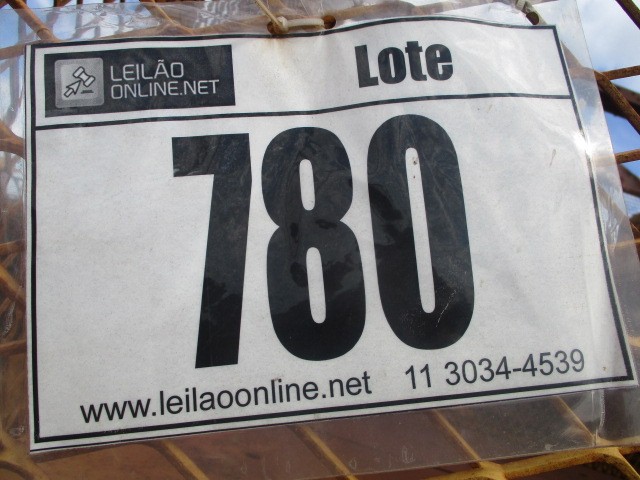 LEILÃO
ONLINE.NET
Lote
780
www.leilaoonline.net 11 3034-4539